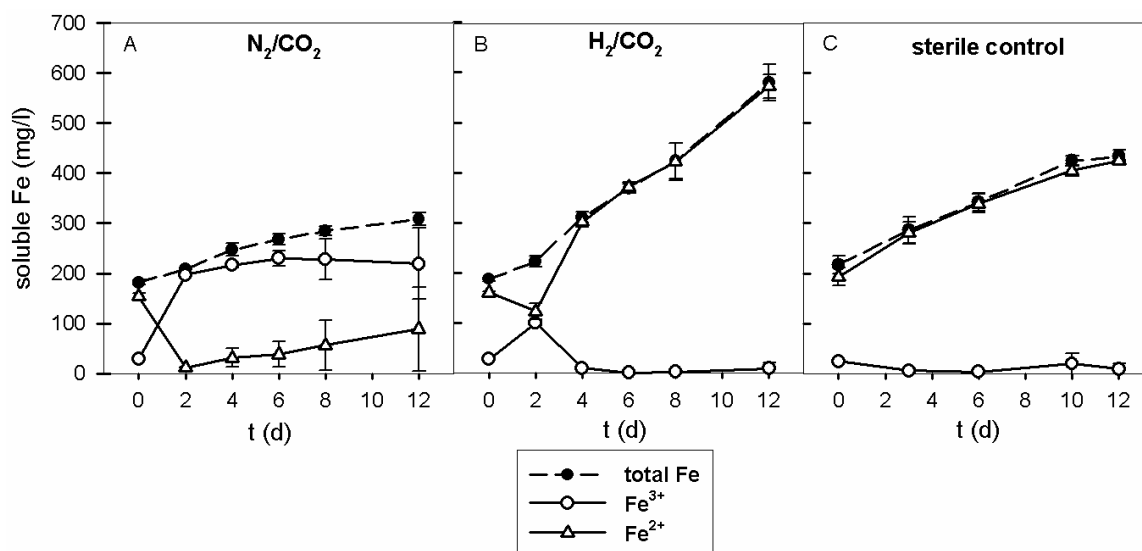 A N₂/CO₂
B H₂/CO₂
C sterile control
soluble Fe (mg/l)
700
600
500
400
300
200
100
0
0 2 4 6 8 10 12
0 2 4 6 8 10 12
0 2 4 6 8 10 12
t (d)
t (d)
t (d)
total Fe
Fe³⁺
Fe²⁺